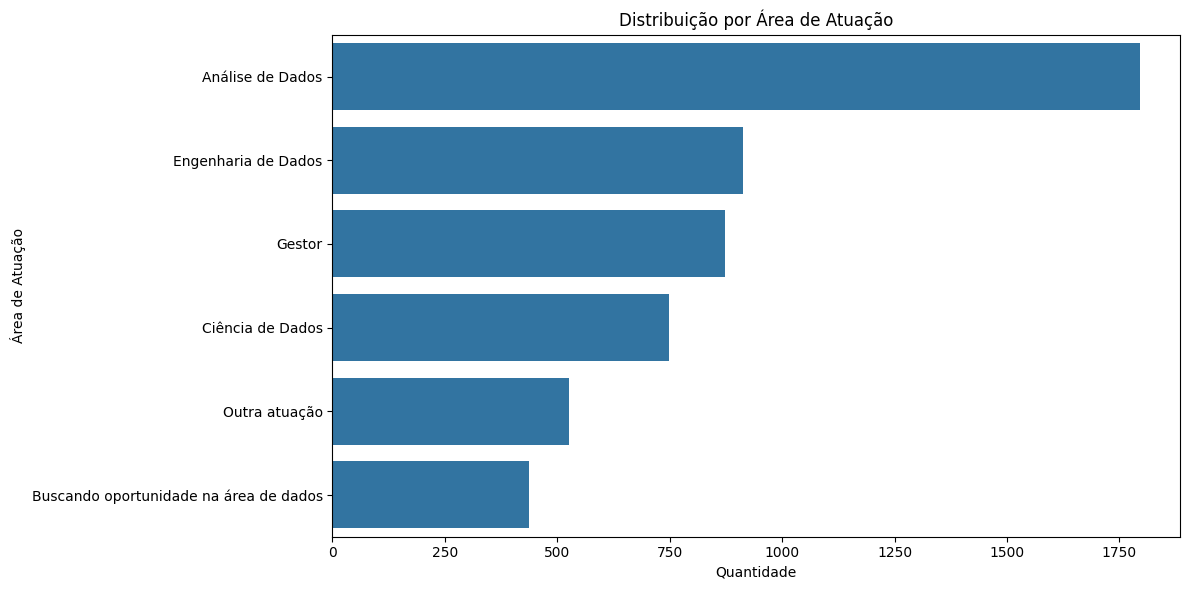 Distribuição por Área de Atuação
Área de Atuação
Análise de Dados
Engenharia de Dados
Gestor
Ciência de Dados
Outra atuação
Buscando oportunidade na área de dados
0 250 500 750 1000 1250 1500 1750
Quantidade